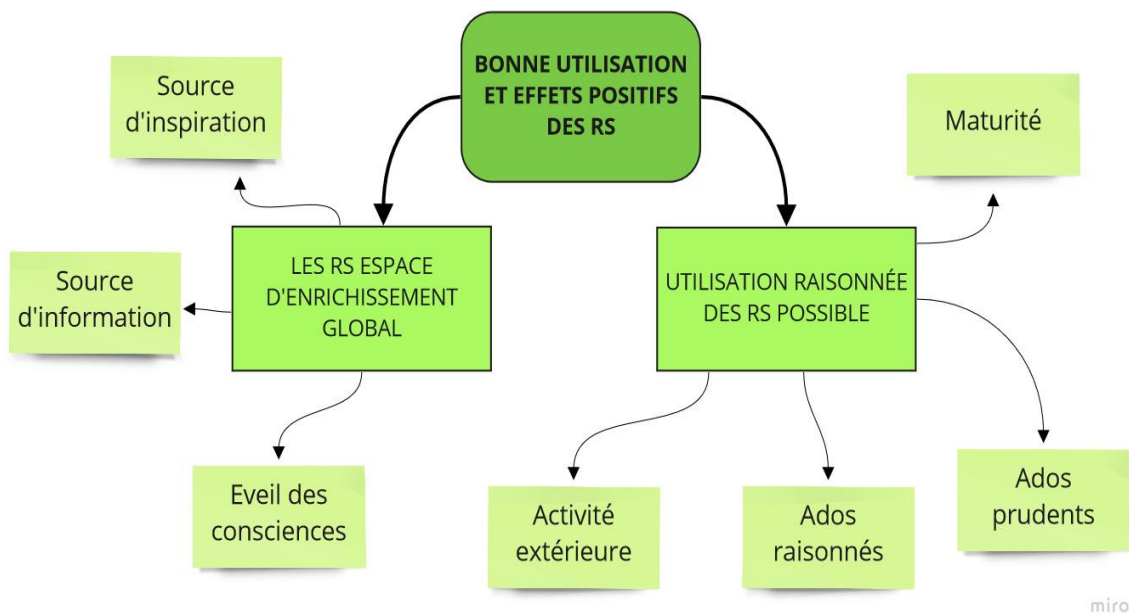 BONNE UTILISATION
ET EFFETS POSITIFS
DES RS
Source
d'inspiration
Maturité
LES RS ESPACE
D'ENRICHISSEMENT
GLOBAL
UTILISATION RAISONNÉE
DES RS POSSIBLE
Source
d'information
Eveil des
consciences
Activité
extérieure
Ados
raisonnés
Ados
prudents
miro